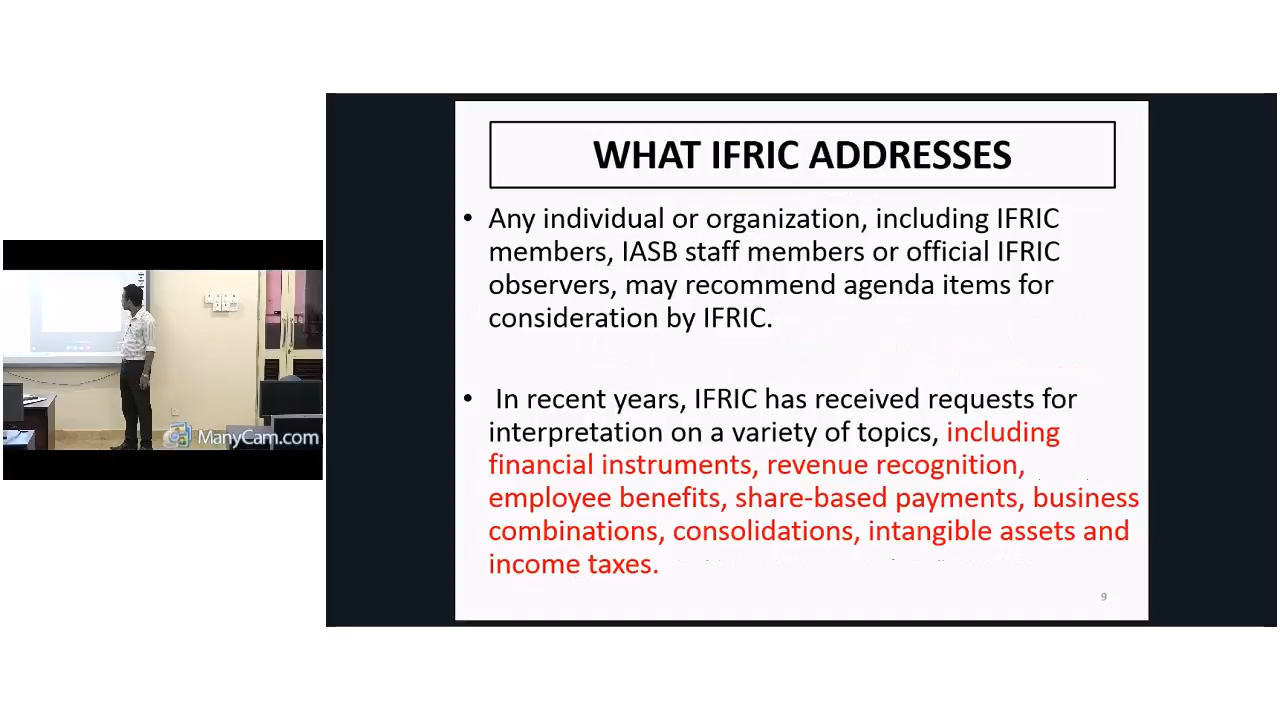 WHAT IFRIC ADDRESSES
• Any individual or organization, including IFRIC
members, IASB staff members or official IFRIC
observers, may recommend agenda items for
consideration by IFRIC.
• In recent years, IFRIC has received requests for
interpretation on a variety of topics, including
financial instruments, revenue recognition,
employee benefits, share-based payments, business
combinations, consolidations, intangible assets and
income taxes.
9
ManyCam.com